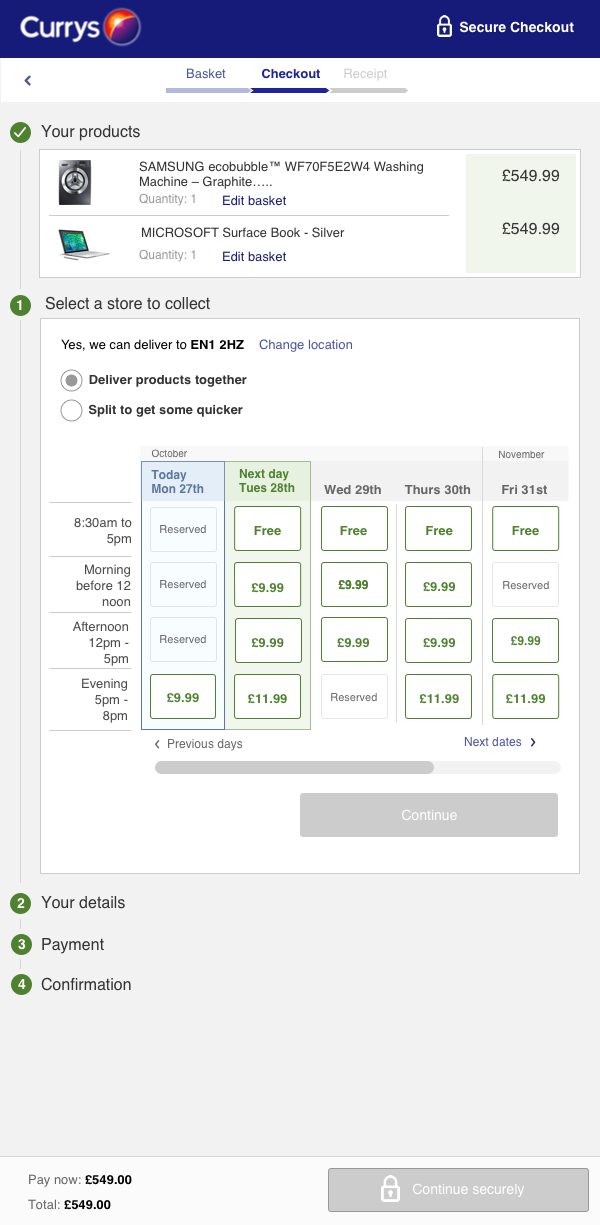 Currys
Secure Checkout
Basket
Checkout
Receipt
Your products
SAMSUNG ecobubble™ WF70F5E2W4 Washing
Machine – Graphite…..
£549.99
Quantity: 1 Edit basket
MICROSOFT Surface Book - Silver
£549.99
Quantity: 1 Edit basket
1 Select a store to collect
Yes, we can deliver to EN1 2HZ Change location
Deliver products together
Split to get some quicker
October
November
Today
Mon 27th
Next day
Tues 28th
Wed 29th
Thurs 30th
Fri 31st
8:30am to
5pm
Reserved
Free
Free
Free
Free
Morning
before 12
noon
Reserved
£9.99
£9.99
£9.99
Reserved
Afternoon
12pm -
5pm
Reserved
£9.99
£9.99
£9.99
£9.99
Evening
5pm -
8pm
£9.99
£11.99
Reserved
£11.99
£11.99
Previous days
Next dates
Continue
2 Your details
3 Payment
4 Confirmation
Pay now: £549.00
Total: £549.00
Continue securely